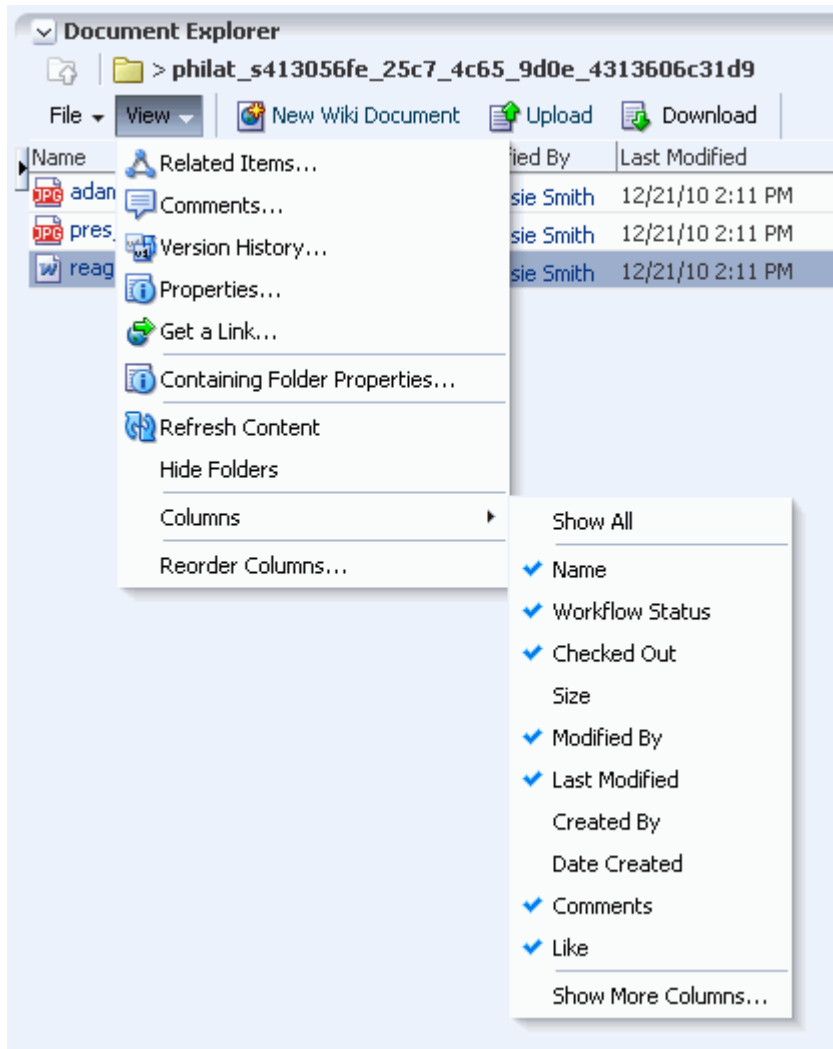 Document Explorer
> philat_s413056fe_25c7_4c65_9d0e_4313606c31d9
File View New Wiki Document Upload Download
Name ied By Last Modified
JPG adan sie Smith 12/21/10 2:11 PM
JPG pres_ sie Smith 12/21/10 2:11 PM
W reag sie Smith 12/21/10 2:11 PM
Related Items...
Comments...
Version History...
Properties...
Get a Link...
Containing Folder Properties...
Refresh Content
Hide Folders
Columns
Reorder Columns...
Show All
Name
Workflow Status
Checked Out
Size
Modified By
Last Modified
Created By
Date Created
Comments
Like
Show More Columns...